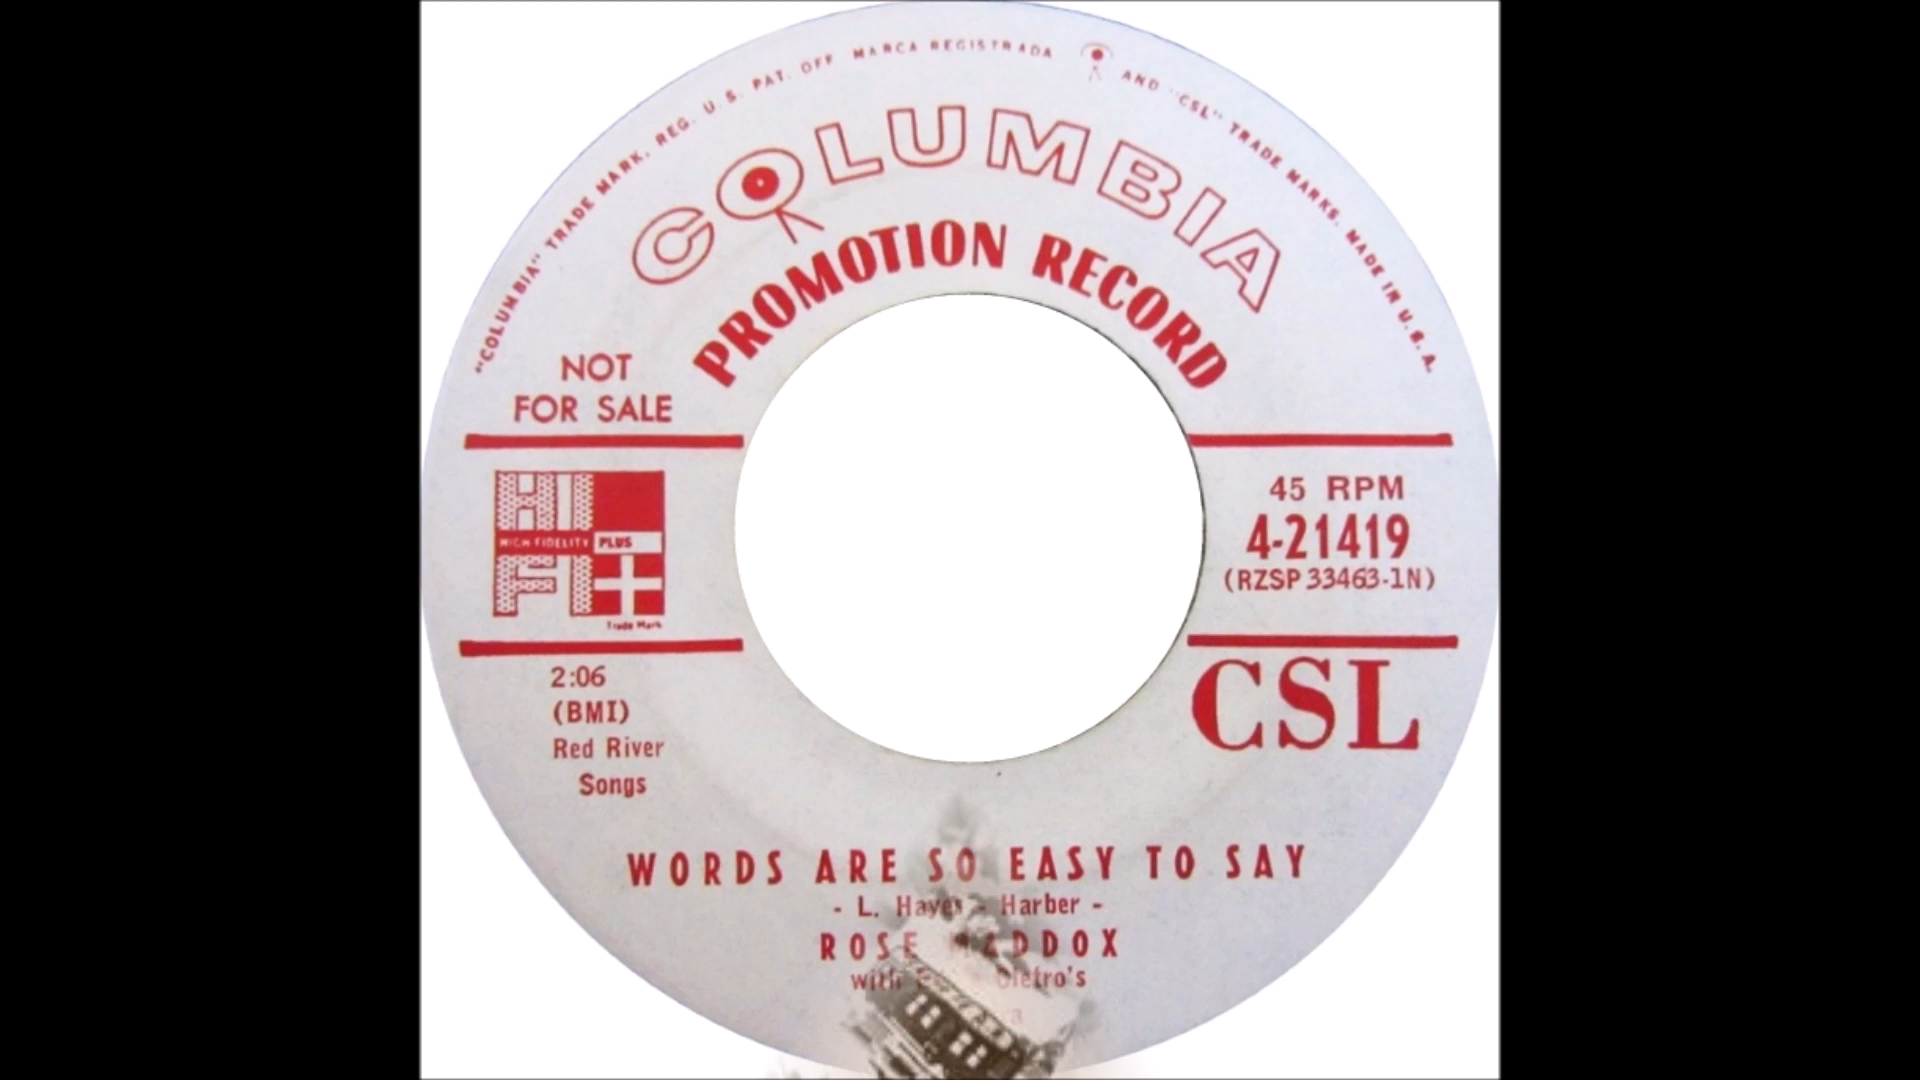 "COLUMBIA" TRADE MARK, REG. U.S. PAT. OFF. MARCA REGISTRADA AND "CSL" TRADE MARKS. MADE IN U.S.A.
COLUMBIA
PROMOTION RECORD
NOT
FOR SALE
HI
HIGH FIDELITY PLUS
FI
Trade Mark
45 RPM
4-21419
(RZSP 33463-1N)
CSL
2:06
(BMI)
Red River
Songs
WORDS ARE SO EASY TO SAY
- L. Hayes - Harber -
ROSE MADDOX
with